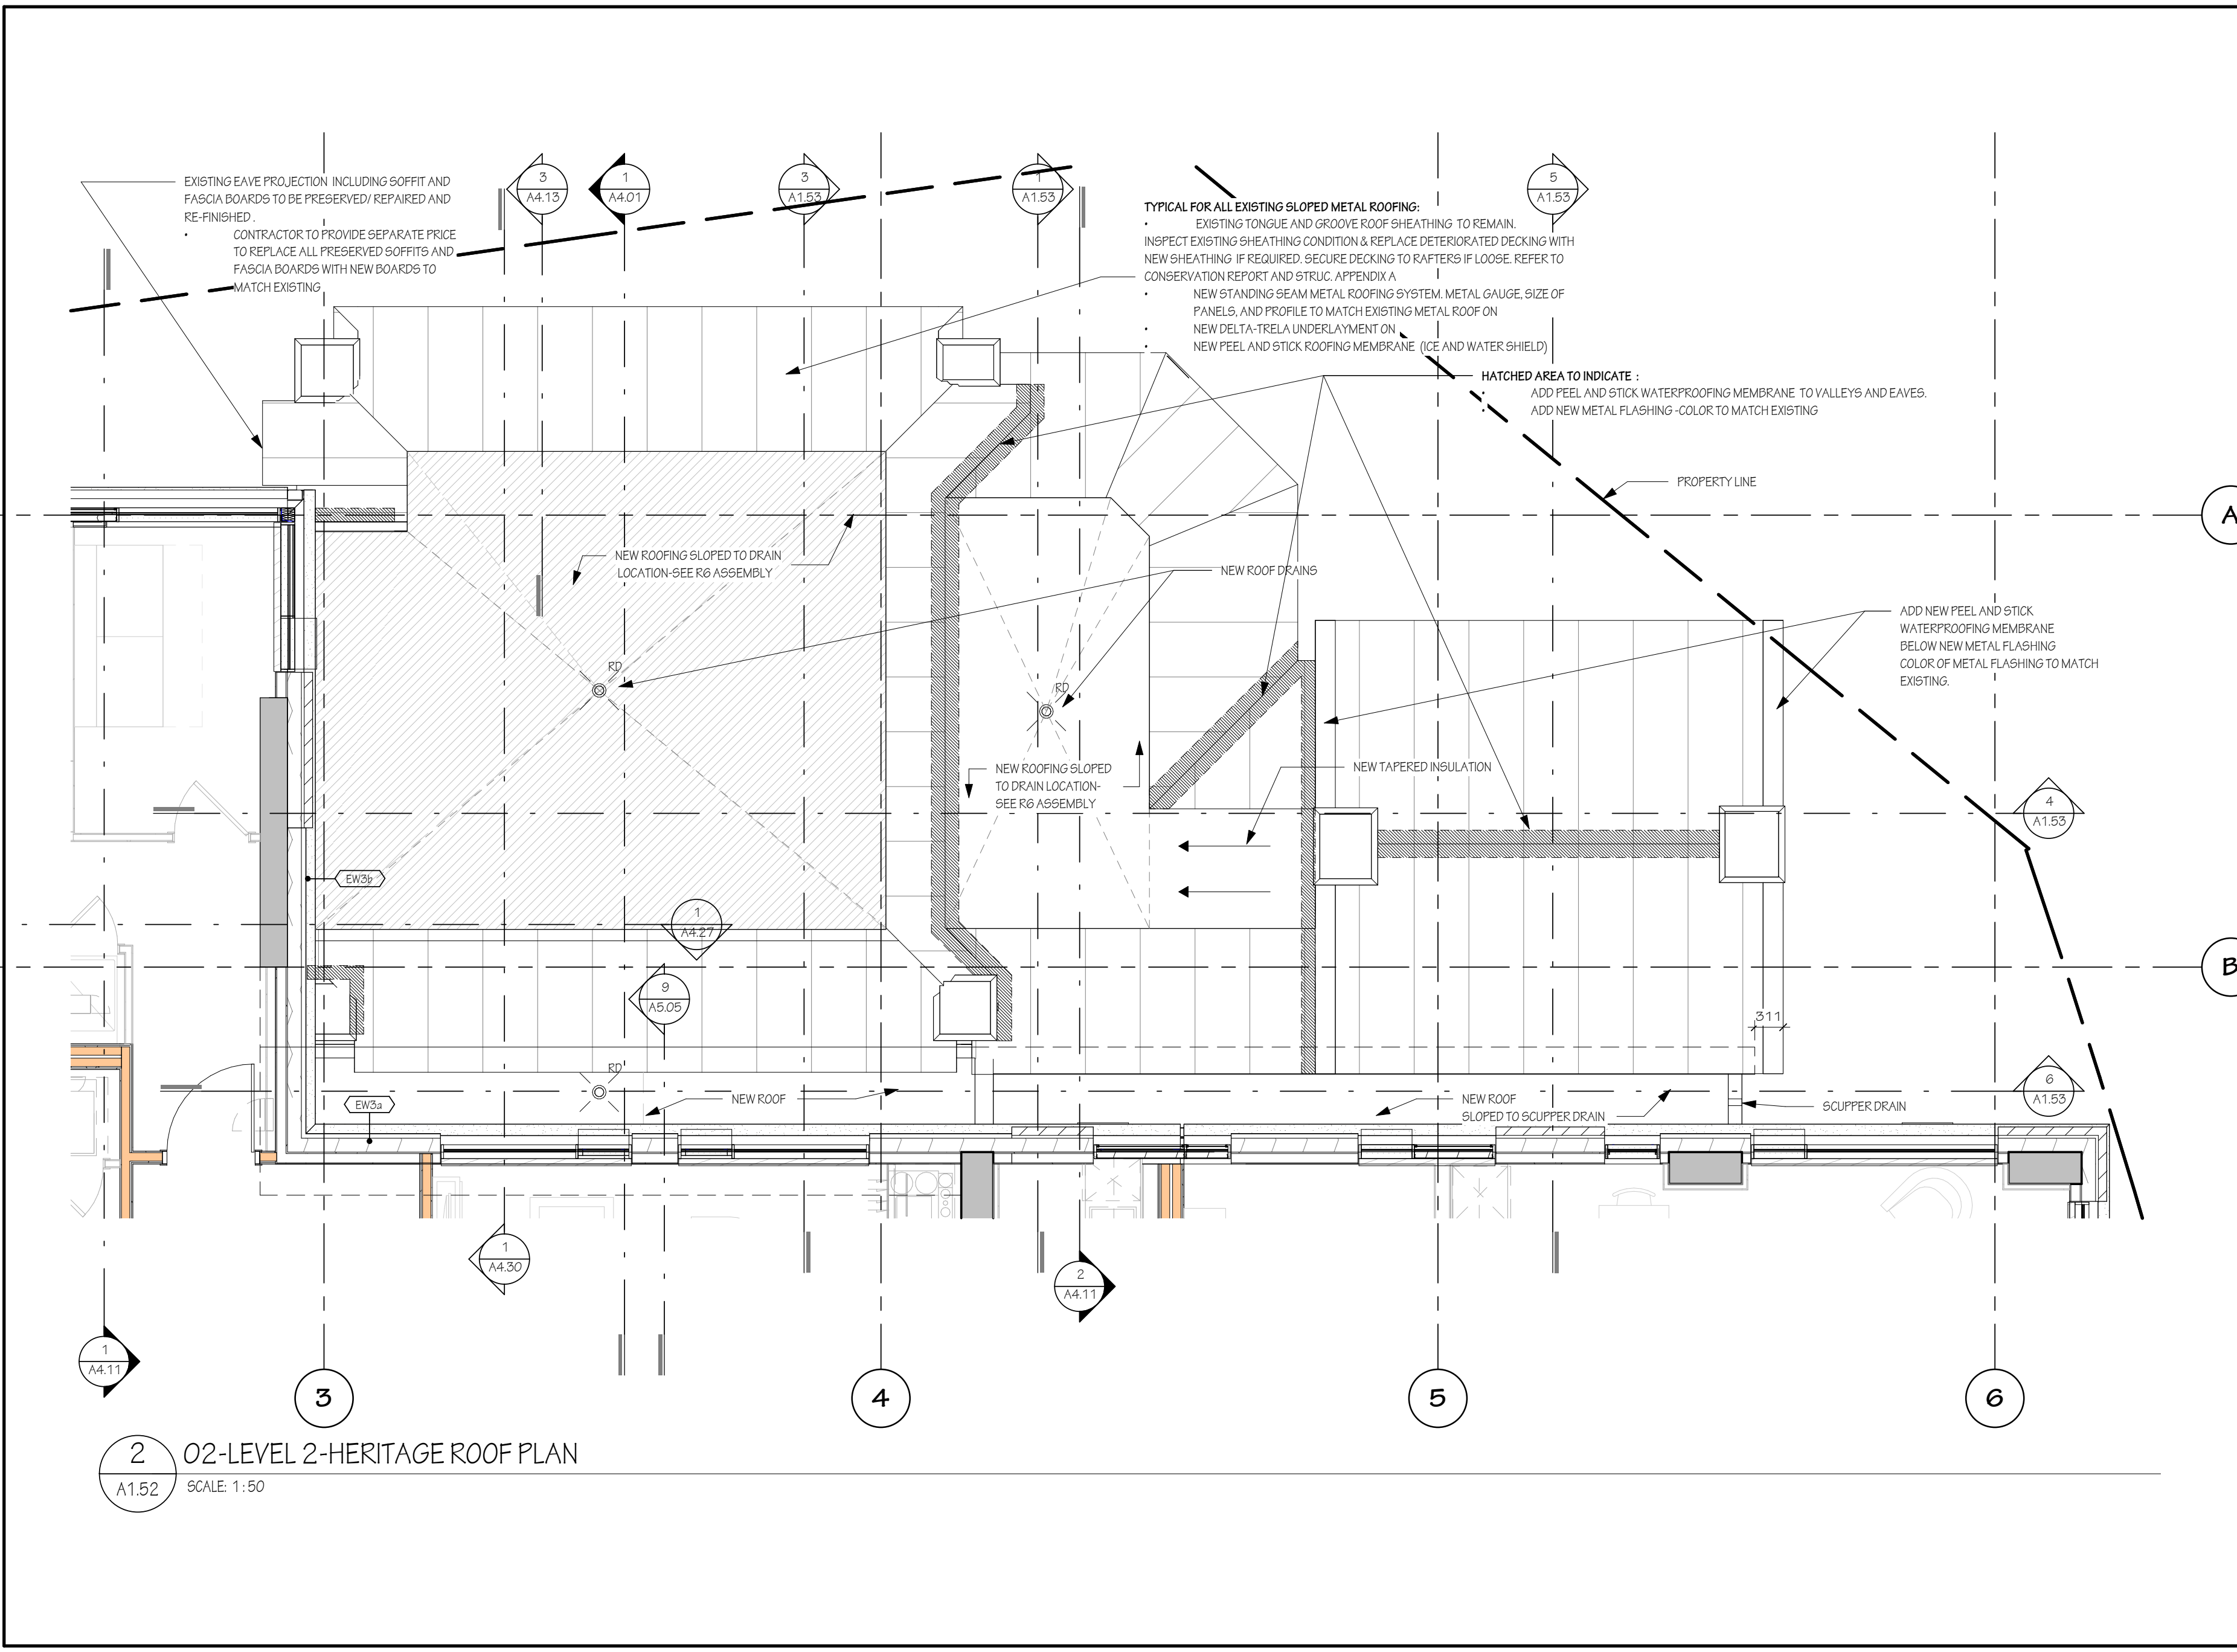 3
A4.13
1
A4.01
3
A1.53
1
A1.53
5
A1.53
EXISTING EAVE PROJECTION INCLUDING SOFFIT AND
FASCIA BOARDS TO BE PRESERVED/ REPAIRED AND
RE-FINISHED .
• CONTRACTOR TO PROVIDE SEPARATE PRICE
TO REPLACE ALL PRESERVED SOFFITS AND
FASCIA BOARDS WITH NEW BOARDS TO
MATCH EXISTING
TYPICAL FOR ALL EXISTING SLOPED METAL ROOFING:
• EXISTING TONGUE AND GROOVE ROOF SHEATHING TO REMAIN.
INSPECT EXISTING SHEATHING CONDITION & REPLACE DETERIORATED DECKING WITH
NEW SHEATHING IF REQUIRED. SECURE DECKING TO RAFTERS IF LOOSE. REFER TO
CONSERVATION REPORT AND STRUC. APPENDIX A
• NEW STANDING SEAM METAL ROOFING SYSTEM. METAL GAUGE, SIZE OF
PANELS, AND PROFILE TO MATCH EXISTING METAL ROOF ON
• NEW DELTA-TRELA UNDERLAYMENT ON
• NEW PEEL AND STICK ROOFING MEMBRANE (ICE AND WATER SHIELD)
HATCHED AREA TO INDICATE :
• ADD PEEL AND STICK WATERPROOFING MEMBRANE TO VALLEYS AND EAVES.
• ADD NEW METAL FLASHING -COLOR TO MATCH EXISTING
PROPERTY LINE
A
NEW ROOFING SLOPED TO DRAIN
LOCATION-SEE R6 ASSEMBLY
NEW ROOF DRAINS
RD
RD
ADD NEW PEEL AND STICK
WATERPROOFING MEMBRANE
BELOW NEW METAL FLASHING
COLOR OF METAL FLASHING TO MATCH
EXISTING.
NEW ROOFING SLOPED
TO DRAIN LOCATION-
SEE R6 ASSEMBLY
NEW TAPERED INSULATION
4
A1.53
EW3b
1
A4.27
B
9
A5.05
311
RD
EW3a
NEW ROOF
NEW ROOF
SLOPED TO SCUPPER DRAIN
SCUPPER DRAIN
6
A1.53
1
A4.30
2
A4.11
1
A4.11
3
4
5
6
2
A1.52
02-LEVEL 2-HERITAGE ROOF PLAN
SCALE: 1 : 50